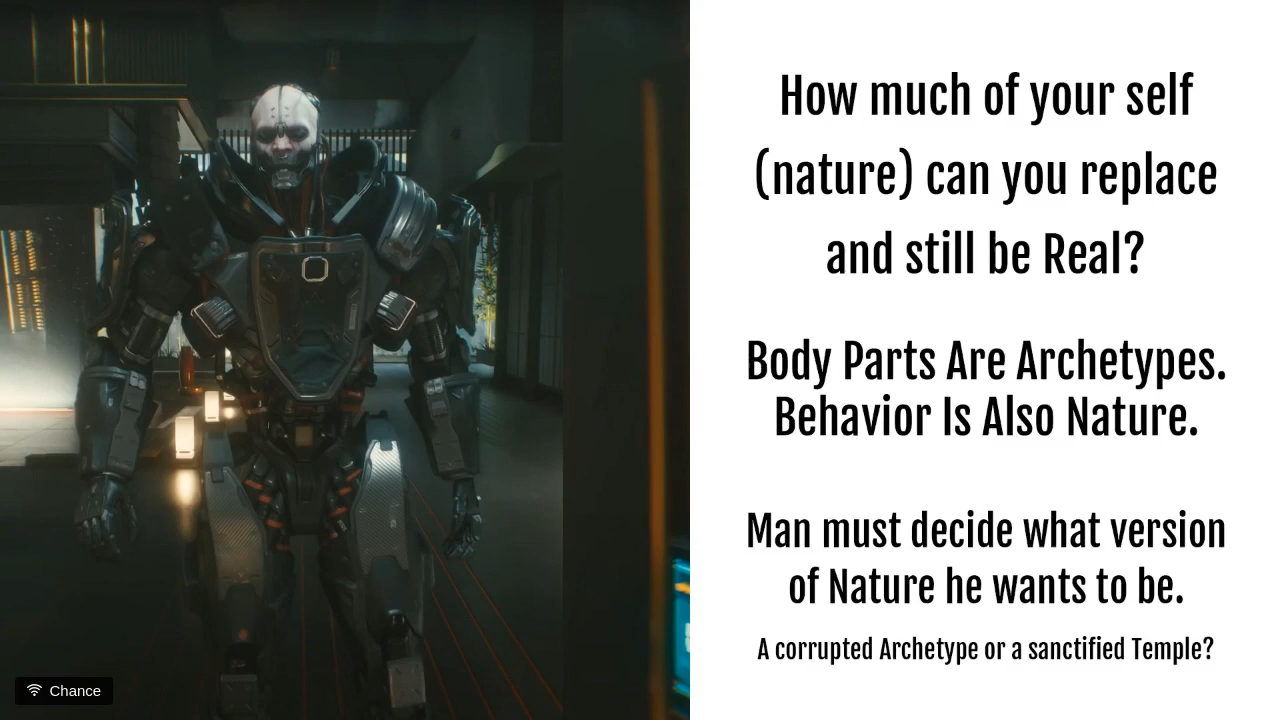 How much of your self
(nature) can you replace
and still be Real?
Body Parts Are Archetypes.
Behavior Is Also Nature.
Man must decide what version
of Nature he wants to be.
A corrupted Archetype or a sanctified Temple?
Chance